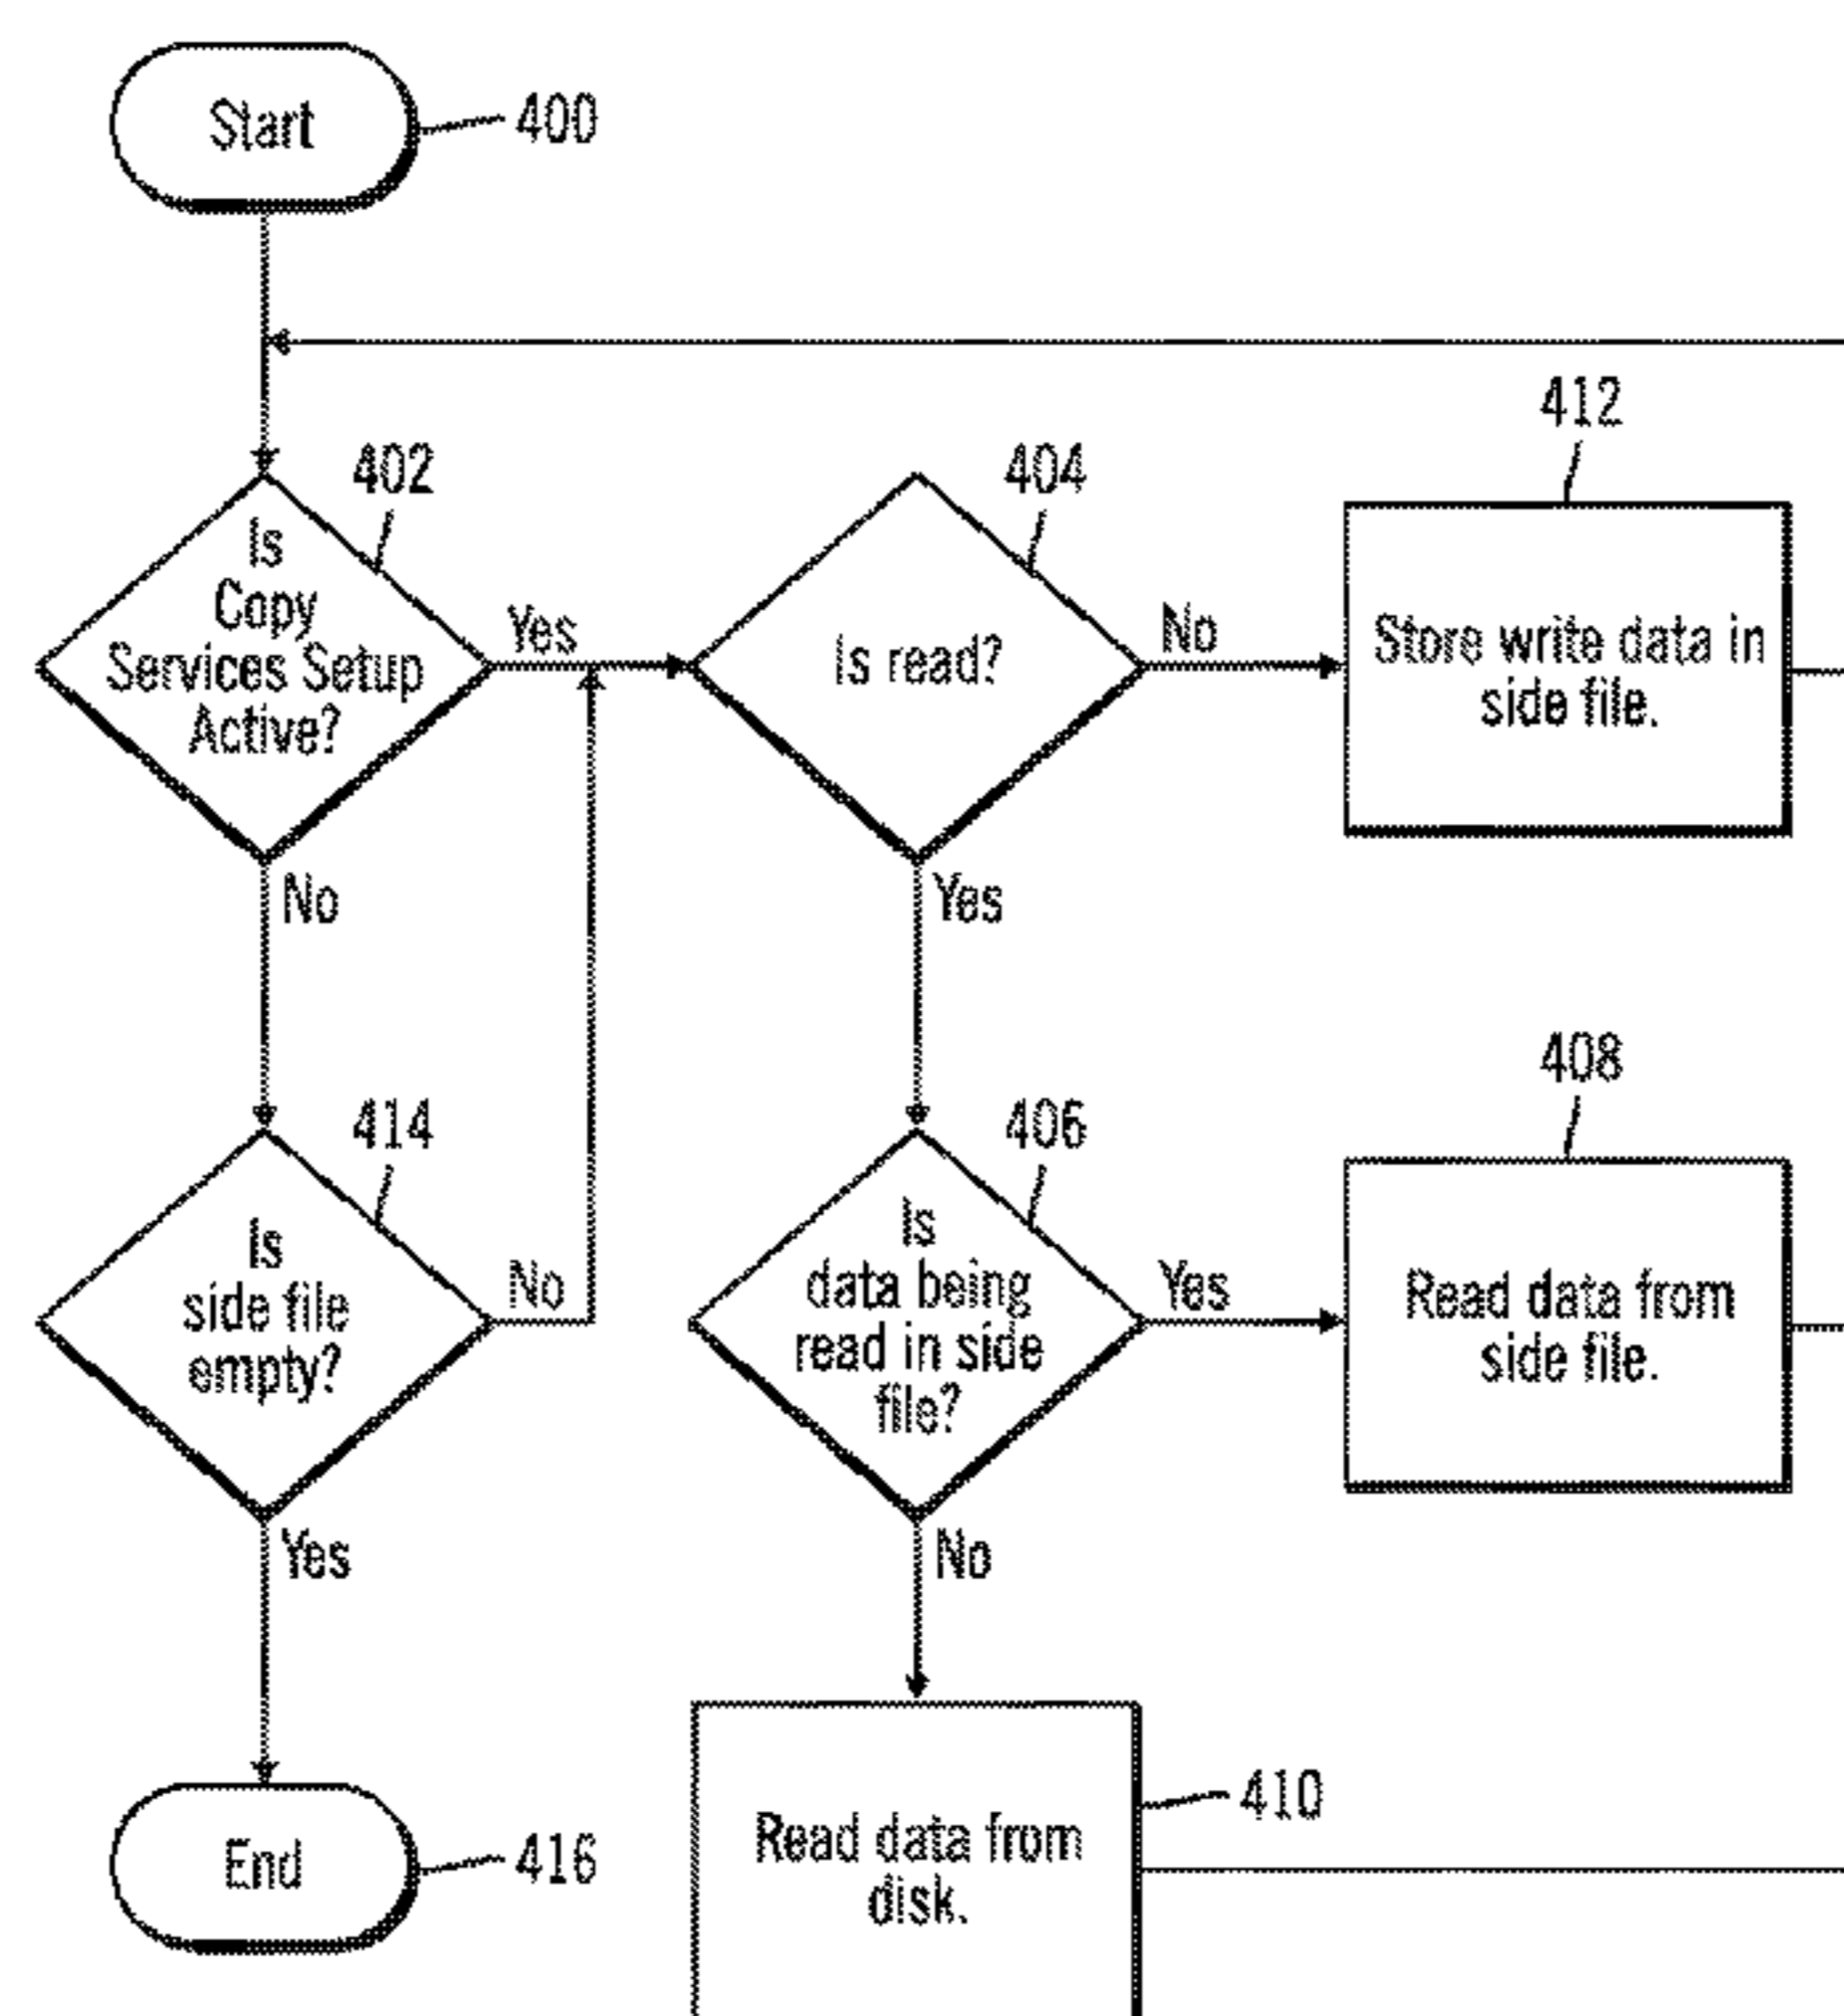 Start
400
412
402
404
Is
Copy
Services Setup
Active?
Yes
Is read?
No
Store write data in
side file.
No
Yes
408
414
406
Is
side file
empty?
No
Is
data being
read in side
file?
Yes
Read data from
side file.
Yes
No
410
Read data from
disk.
End
416